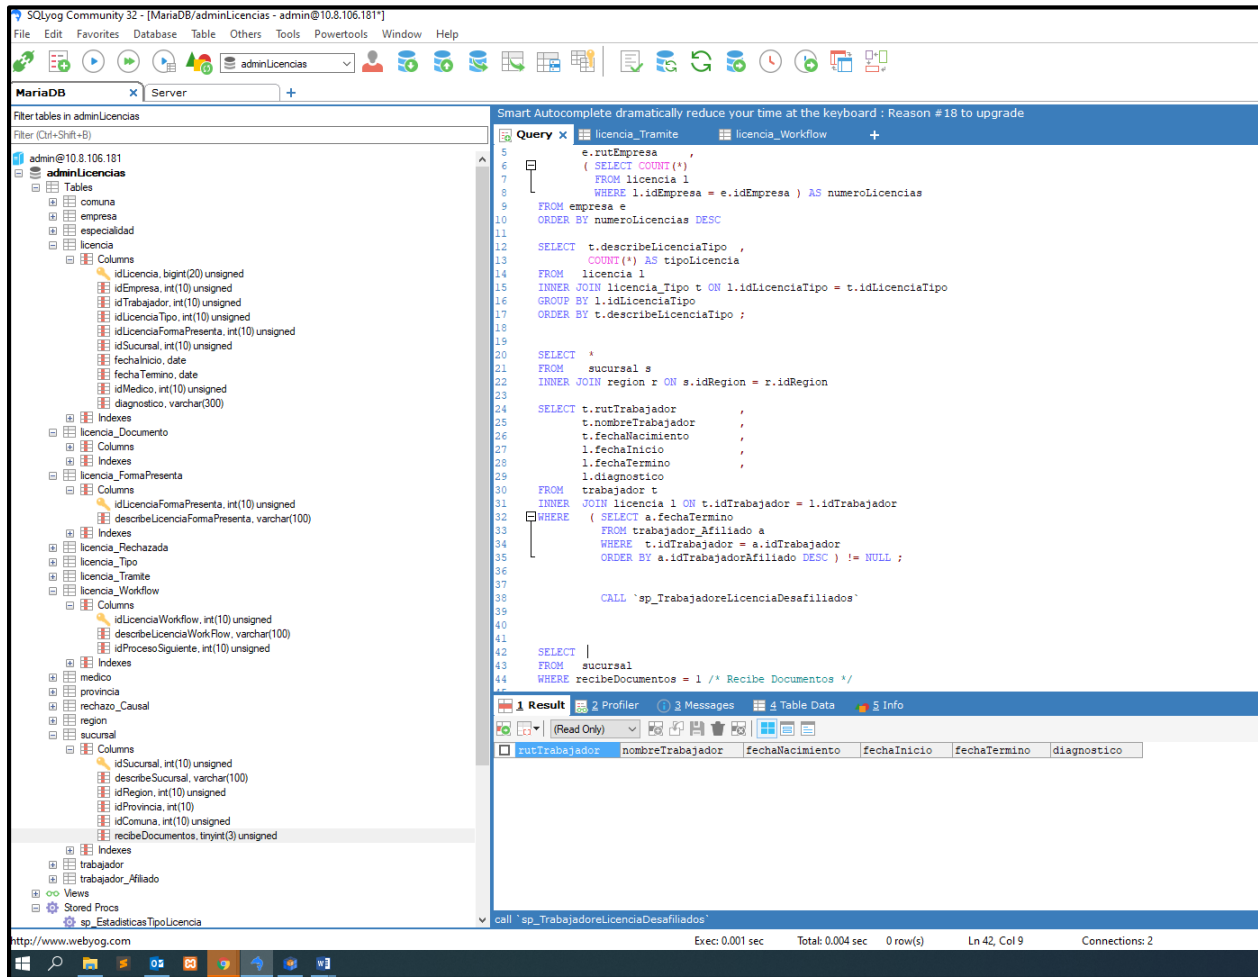 SQLyog Community 32 - [MariaDB/adminLicencias - admin@10.8.106.181*]
File Edit Favorites Database Table Others Tools Powertools Window Help
adminLicencias
MariaDB X Server +
Filter tables in adminLicencias
Filter (Ctrl+Shift+B)
admin@10.8.106.181
adminLicencias
Tables
comuna
empresa
especialidad
licencia
Columns
idLicencia, bigint(20) unsigned
idEmpresa, int(10) unsigned
idTrabajador, int(10) unsigned
idLicenciaTipo, int(10) unsigned
idLicenciaFormaPresenta, int(10) unsigned
idSucursal, int(10) unsigned
fechaInicio, date
fechaTermino, date
idMedico, int(10) unsigned
diagnostico, varchar(300)
Indexes
licencia_Documento
Columns
Indexes
licencia_FormaPresenta
Columns
idLicenciaFormaPresenta, int(10) unsigned
describeLicenciaFormaPresenta, varchar(100)
Indexes
licencia_Rechazada
licencia_Tipo
licencia_Tramite
licencia_Workflow
Columns
idLicenciaWorkflow, int(10) unsigned
describeLicenciaWorkFlow, varchar(100)
idProcesoSiguiente, int(10) unsigned
Indexes
medico
provincia
rechazo_Causal
region
sucursal
Columns
idSucursal, int(10) unsigned
describeSucursal, varchar(100)
idRegion, int(10) unsigned
idProvincia, int(10)
idComuna, int(10) unsigned
recibeDocumentos, tinyint(3) unsigned
Indexes
trabajador
trabajador_Afiliado
Views
Stored Procs
sp_EstadisticasTipoLicencia
Smart Autocomplete dramatically reduce your time at the keyboard : Reason #18 to upgrade
Query X licencia_Tramite licencia_Workflow +
5 e.rutEmpresa ,
6 ( SELECT COUNT(*)
7 FROM licencia l
8 WHERE l.idEmpresa = e.idEmpresa ) AS numeroLicencias
9 FROM empresa e
10 ORDER BY numeroLicencias DESC
11
12 SELECT t.describeLicenciaTipo ,
13 COUNT(*) AS tipoLicencia
14 FROM licencia l
15 INNER JOIN licencia_Tipo t ON l.idLicenciaTipo = t.idLicenciaTipo
16 GROUP BY l.idLicenciaTipo
17 ORDER BY t.describeLicenciaTipo ;
18
19
20 SELECT *
21 FROM sucursal s
22 INNER JOIN region r ON s.idRegion = r.idRegion
23
24 SELECT t.rutTrabajador ,
25 t.nombreTrabajador ,
26 t.fechaNacimiento ,
27 l.fechaInicio ,
28 l.fechaTermino ,
29 l.diagnostico
30 FROM trabajador t
31 INNER JOIN licencia l ON t.idTrabajador = l.idTrabajador
32 WHERE ( SELECT a.fechaTermino
33 FROM trabajador_Afiliado a
34 WHERE t.idTrabajador = a.idTrabajador
35 ORDER BY a.idTrabajadorAfiliado DESC ) != NULL ;
36
37
38 CALL `sp_TrabajadoreLicenciaDesafiliados`
39
40
41
42 SELECT
43 FROM sucursal
44 WHERE recibeDocumentos = 1 /* Recibe Documentos */
1 Result 2 Profiler 3 Messages 4 Table Data 5 Info
(Read Only)
rutTrabajador nombreTrabajador fechaNacimiento fechaInicio fechaTermino diagnostico
call `sp_TrabajadoreLicenciaDesafiliados`
http://www.webyog.com Exec: 0.001 sec Total: 0.004 sec 0 row(s) Ln 42, Col 9 Connections: 2